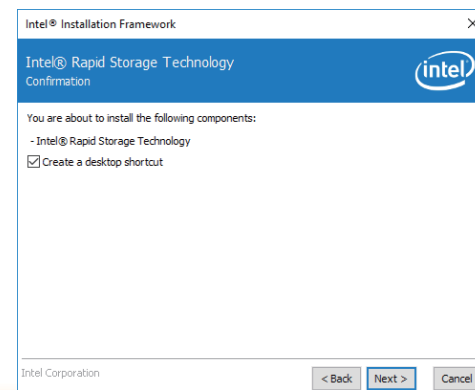 Intel® Installation Framework
Intel® Rapid Storage Technology
Confirmation
intel
You are about to install the following components:
- Intel® Rapid Storage Technology
Create a desktop shortcut
Intel Corporation
< Back Next > Cancel